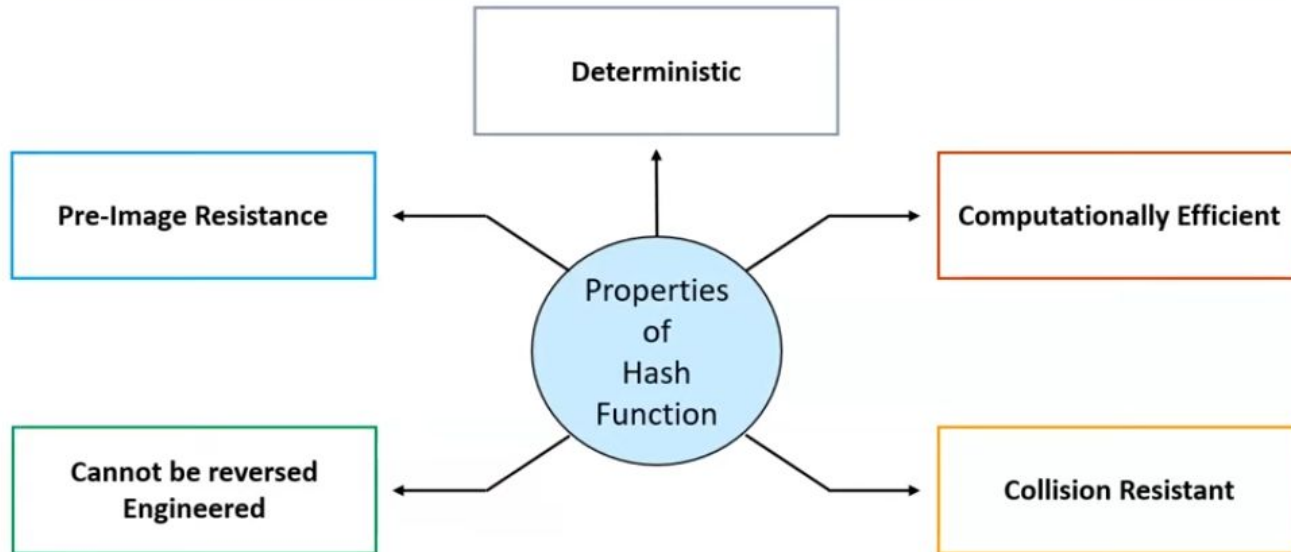 Deterministic
Pre-Image Resistance
Computationally Efficient
Properties
of
Hash
Function
Cannot be reversed
Engineered
Collision Resistant